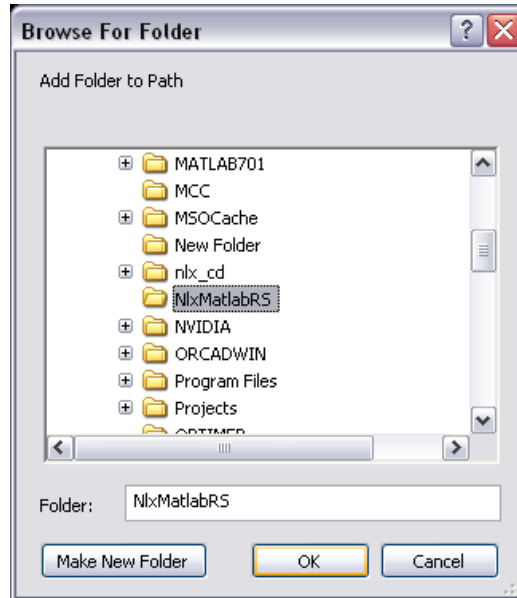 Browse For Folder
Add Folder to Path
MATLAB701
MCC
MSOCache
New Folder
nlx_cd
NlxMatlabRS
NVIDIA
ORCADWIN
Program Files
Projects
Folder: NlxMatlabRS
Make New Folder OK Cancel